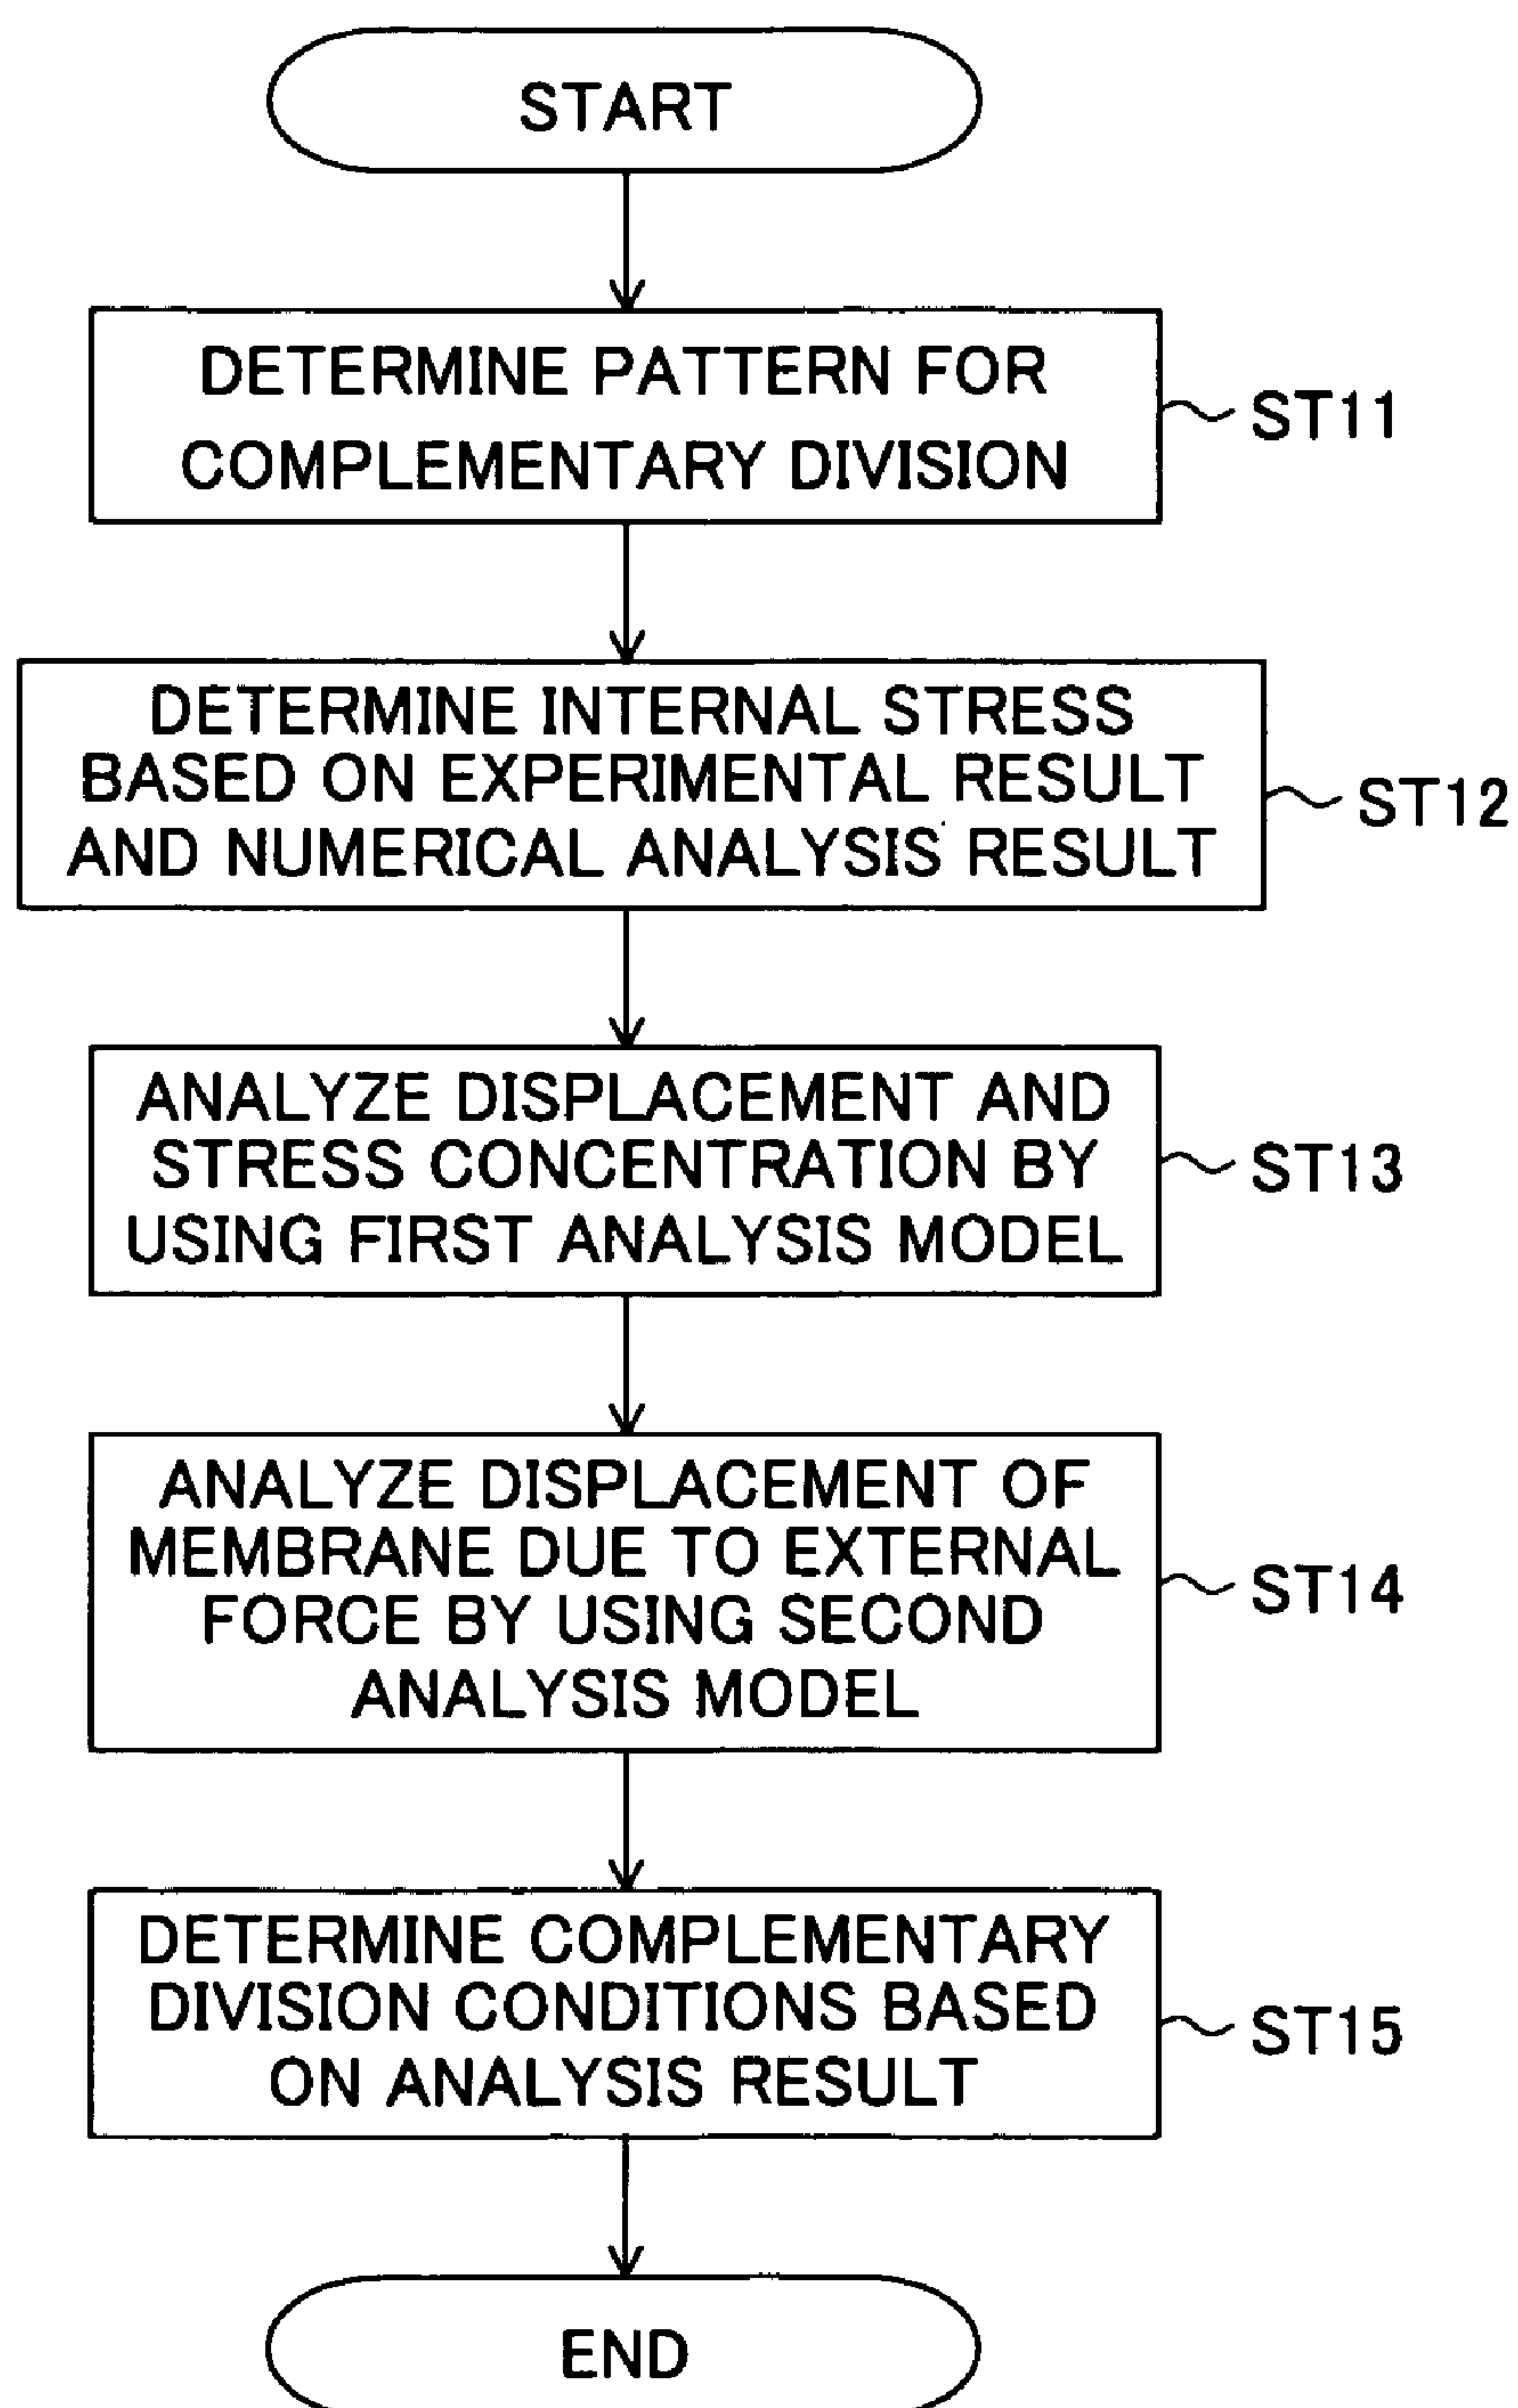 START
DETERMINE PATTERN FOR
COMPLEMENTARY DIVISION
ST11
DETERMINE INTERNAL STRESS
BASED ON EXPERIMENTAL RESULT
AND NUMERICAL ANALYSIS RESULT
ST12
ANALYZE DISPLACEMENT AND
STRESS CONCENTRATION BY
USING FIRST ANALYSIS MODEL
ST13
ANALYZE DISPLACEMENT OF
MEMBRANE DUE TO EXTERNAL
FORCE BY USING SECOND
ANALYSIS MODEL
ST14
DETERMINE COMPLEMENTARY
DIVISION CONDITIONS BASED
ON ANALYSIS RESULT
ST15
END